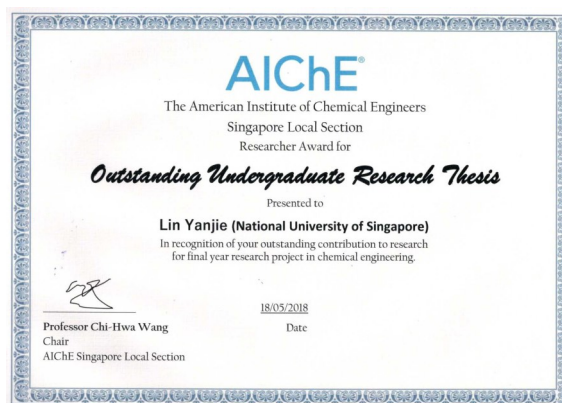 AIChE®
The American Institute of Chemical Engineers
Singapore Local Section
Researcher Award for
Outstanding Undergraduate Research Thesis
Presented to
Lin Yanjie (National University of Singapore)
In recognition of your outstanding contribution to research
for final year research project in chemical engineering.
18/05/2018
Professor Chi-Hwa Wang
Date
Chair
AIChE Singapore Local Section